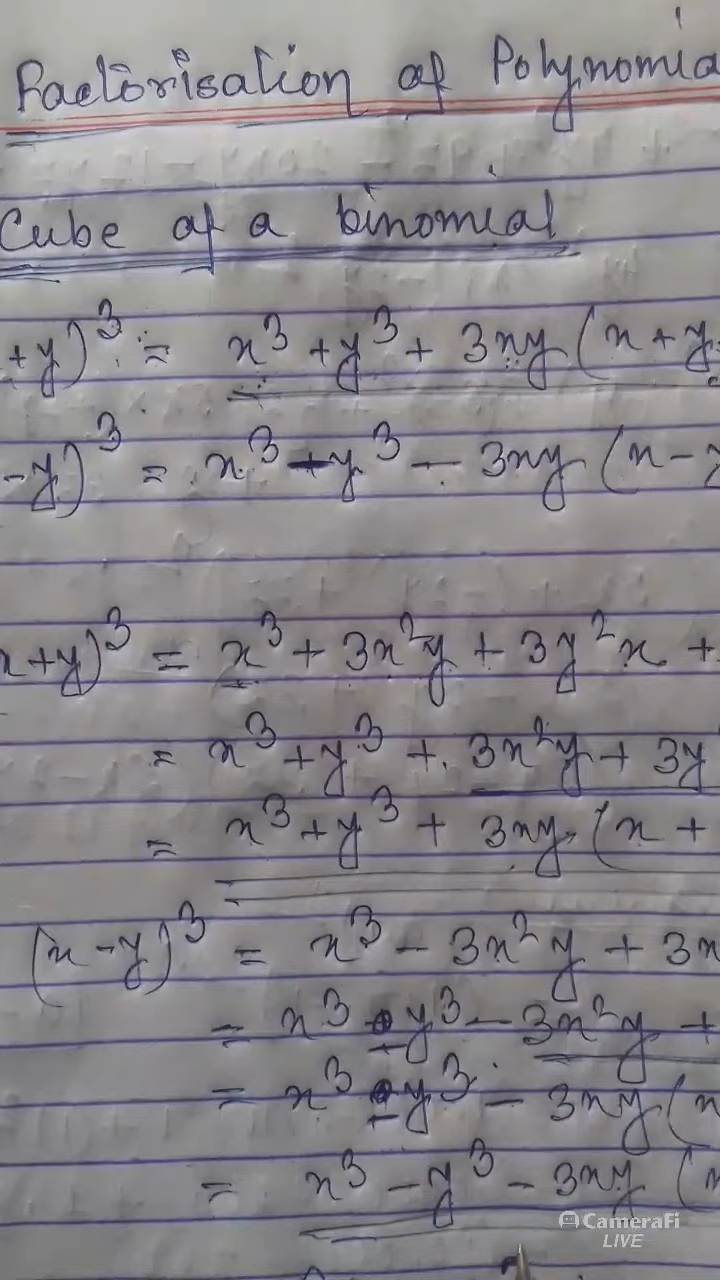 Factorisation of Polynomia
Cube of a binomial
+y)³ = x³ + y³ + 3xy (x + y
-y)³ = x³ - y³ - 3xy (x - y
x + y)³ = x³ + 3x²y + 3y²x +
= x³ + y³ + 3x²y + 3y
= x³ + y³ + 3xy (x +
(x - y)³ = x³ - 3x²y + 3x
= x³ - y³ - 3x²y +
= x³ - y³ - 3xy (x
= x³ - y³ - 3xy (x
CameraFi
LIVE